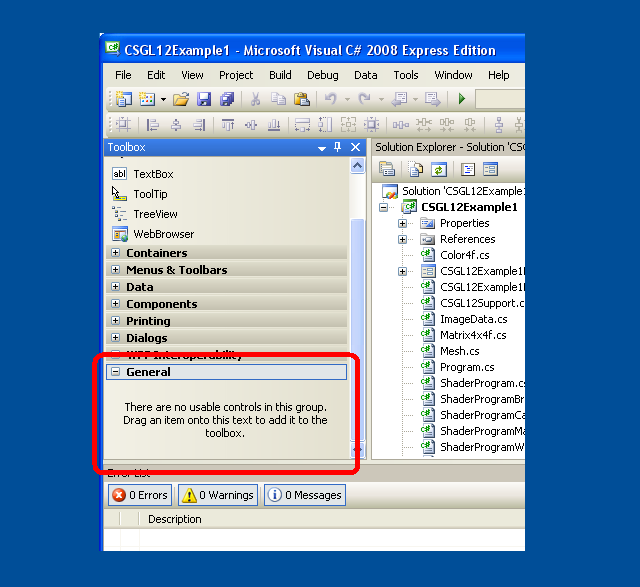 CSGL12Example1 - Microsoft Visual C# 2008 Express Edition
File Edit View Project Build Debug Data Tools Window Help
Toolbox
TextBox
ToolTip
TreeView
WebBrowser
Containers
Menus & Toolbars
Data
Components
Printing
Dialogs
WPF Interoperability
General
There are no usable controls in this group.
Drag an item onto this text to add it to the
toolbox.
Solution Explorer - Solution 'CSG
Solution 'CSGL12Example1
CSGL12Example1
Properties
References
Color4f.cs
CSGL12Example1
CSGL12Example1
CSGL12Support.c
ImageData.cs
Matrix4x4f.cs
Mesh.cs
Program.cs
ShaderProgram.cs
ShaderProgramBr
ShaderProgramCa
ShaderProgramMa
ShaderProgramW
Error List
0 Errors 0 Warnings 0 Messages
Description